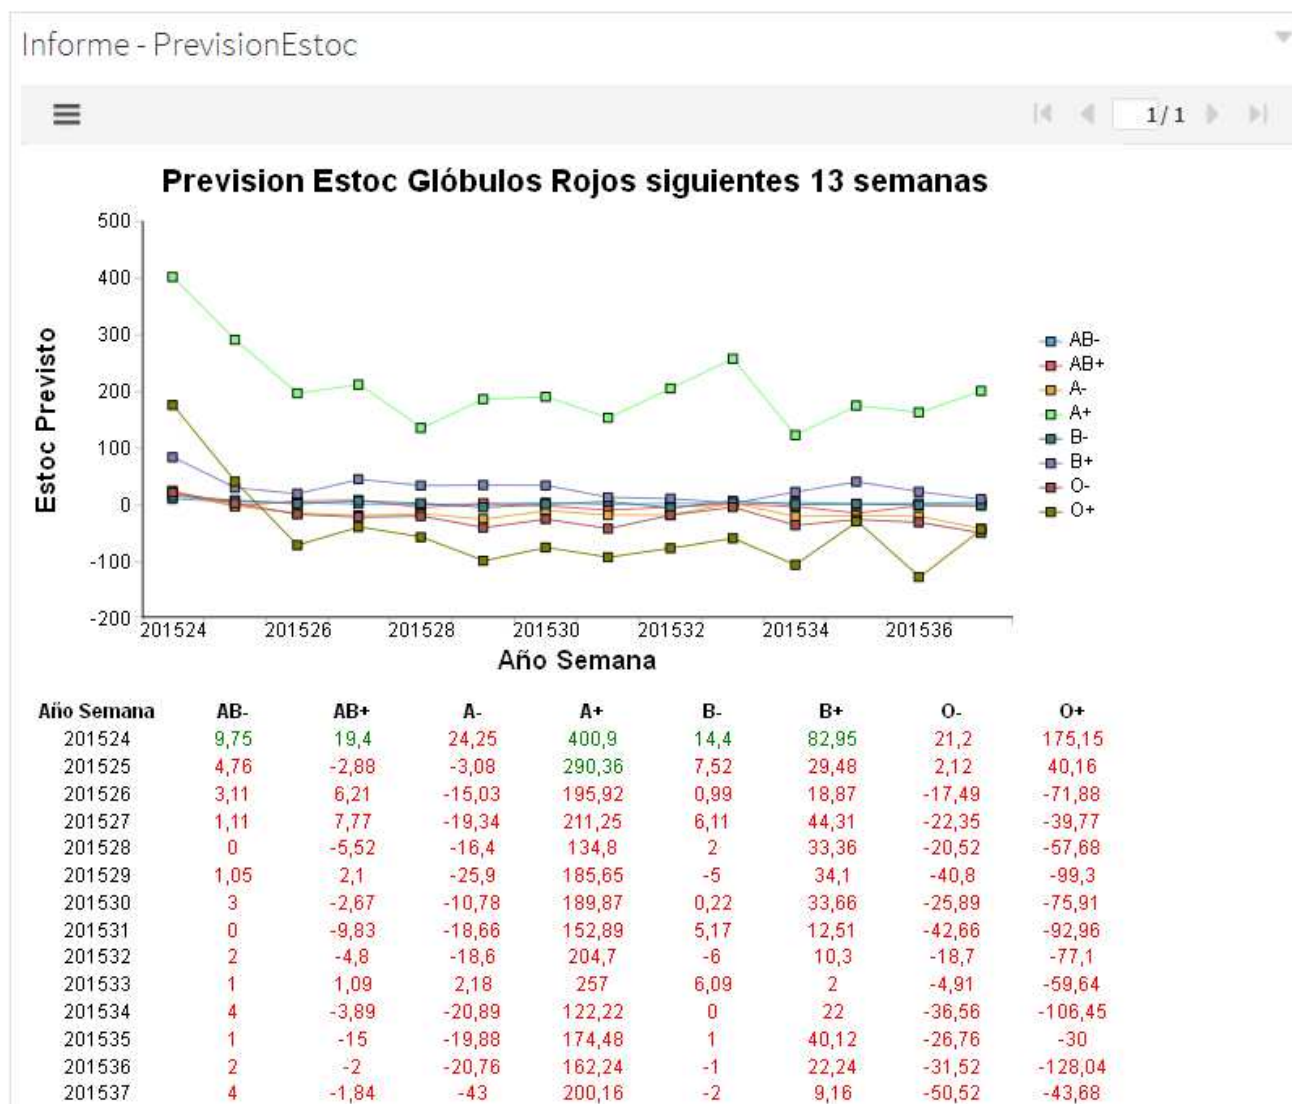 Informe - PrevisionEstoc
1/ 1
Prevision Estoc Glóbulos Rojos siguientes 13 semanas
500
400
300
200
100
0
-100
-200
Estoc Previsto
201524 201526 201528 201530 201532 201534 201536
Año Semana
AB-
AB+
A-
A+
B-
B+
O-
O+
Año Semana AB- AB+ A- A+ B- B+ O- O+
201524 9,75 19,4 24,25 400,9 14,4 82,95 21,2 175,15
201525 4,76 -2,88 -3,08 290,36 7,52 29,48 2,12 40,16
201526 3,11 6,21 -15,03 195,92 0,99 18,87 -17,49 -71,88
201527 1,11 7,77 -19,34 211,25 6,11 44,31 -22,35 -39,77
201528 0 -5,52 -16,4 134,8 2 33,36 -20,52 -57,68
201529 1,05 2,1 -25,9 185,65 -5 34,1 -40,8 -99,3
201530 3 -2,67 -10,78 189,87 0,22 33,66 -25,89 -75,91
201531 0 -9,83 -18,66 152,89 5,17 12,51 -42,66 -92,96
201532 2 -4,8 -18,6 204,7 -6 10,3 -18,7 -77,1
201533 1 1,09 2,18 257 6,09 2 -4,91 -59,64
201534 4 -3,89 -20,89 122,22 0 22 -36,56 -106,45
201535 1 -15 -19,88 174,48 1 40,12 -26,76 -30
201536 2 -2 -20,76 162,24 -1 22,24 -31,52 -128,04
201537 4 -1,84 -43 200,16 -2 9,16 -50,52 -43,68